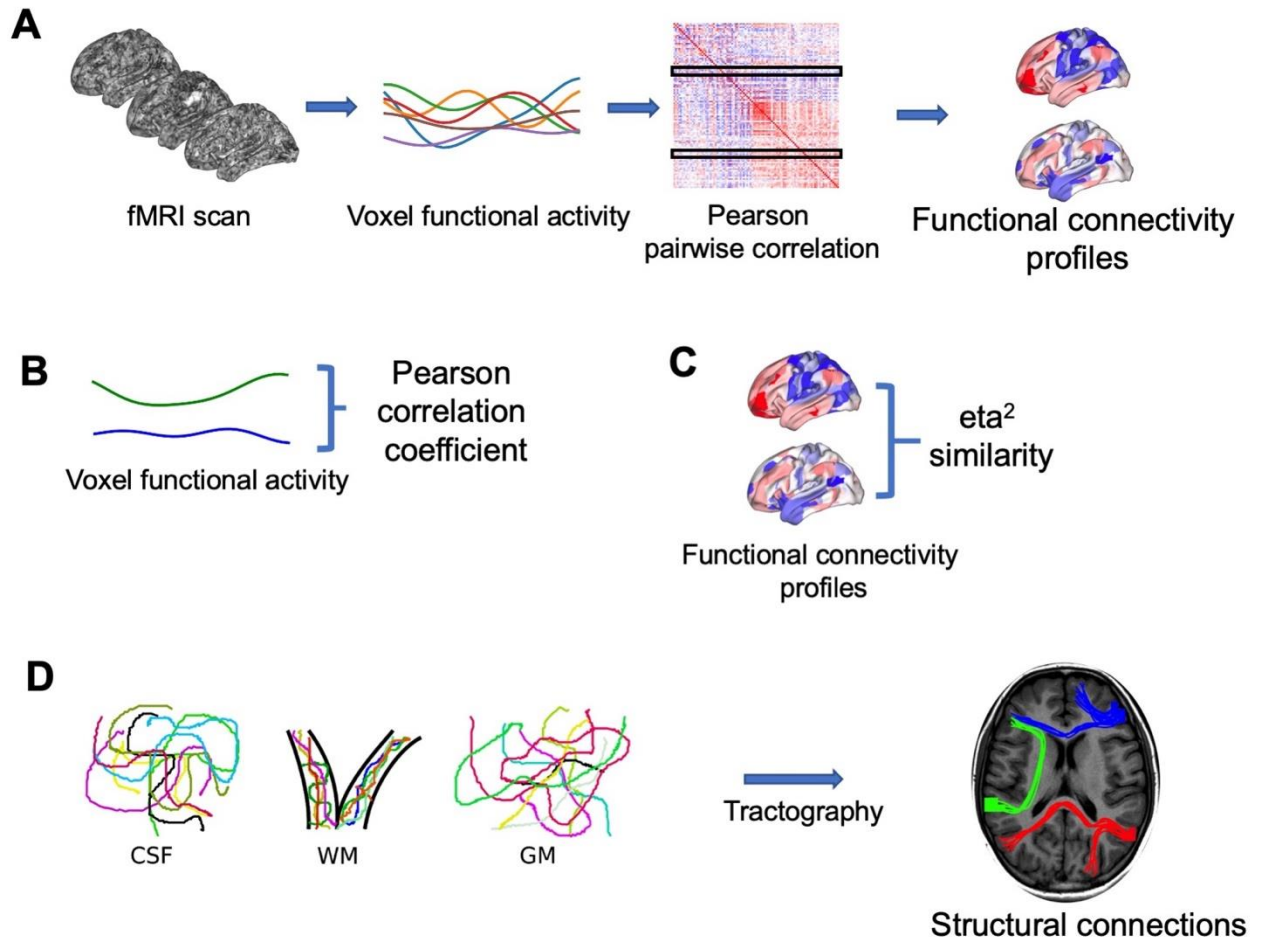 A
fMRI scan
Voxel functional activity
Pearson
pairwise correlation
Functional connectivity
profiles
B
Voxel functional activity
Pearson
correlation
coefficient
C
Functional connectivity
profiles
eta²
similarity
D
CSF
WM
GM
Tractography
Structural connections